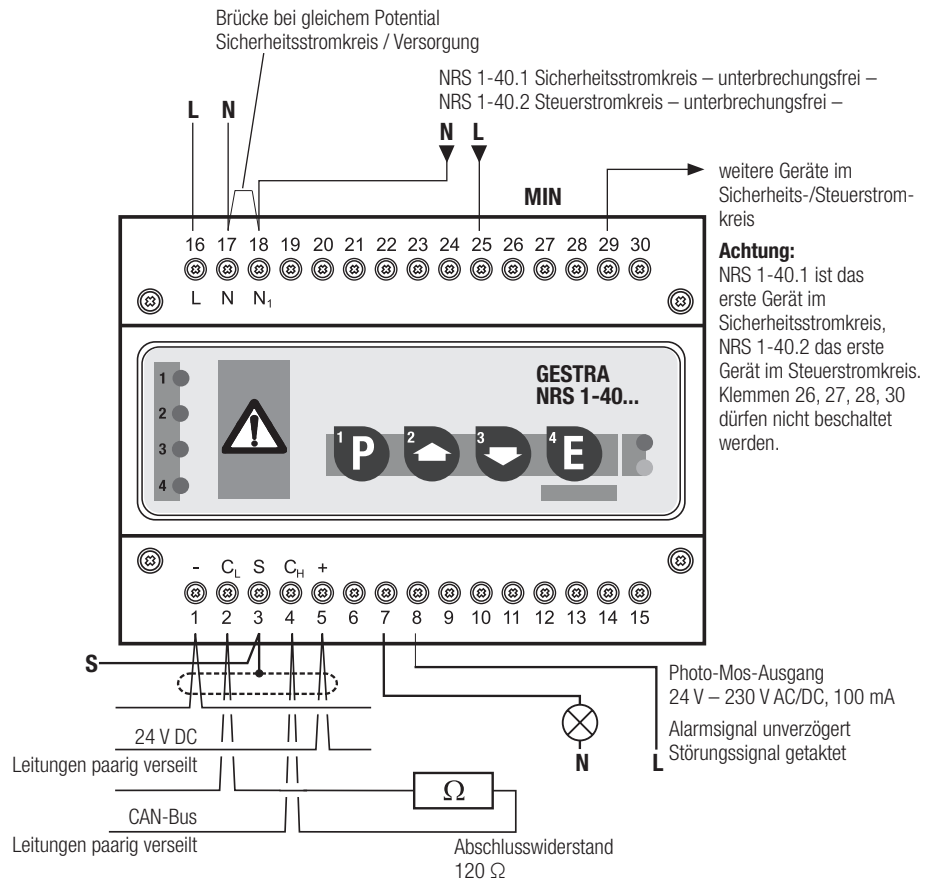 Brücke bei gleichem Potential
Sicherheitsstromkreis / Versorgung
NRS 1-40.1 Sicherheitsstromkreis – unterbrechungsfrei –
NRS 1-40.2 Steuerstromkreis – unterbrechungsfrei –
L N
N L
MIN
weitere Geräte im
Sicherheits-/Steuerstrom-
kreis
Achtung:
NRS 1-40.1 ist das
erste Gerät im
Sicherheitsstromkreis,
NRS 1-40.2 das erste
Gerät im Steuerstromkreis.
Klemmen 26, 27, 28, 30
dürfen nicht beschaltet
werden.
16 17 18 19 20 21 22 23 24 25 26 27 28 29 30
L N N₁
GESTRA
NRS 1-40...
1
2
3
4
1 P 2 3 4 E
- C_L S C_H +
1 2 3 4 5 6 7 8 9 10 11 12 13 14 15
S
24 V DC
Leitungen paarig verseilt
CAN-Bus
Leitungen paarig verseilt
Ω
Abschlusswiderstand
120 Ω
N
L
Photo-Mos-Ausgang
24 V – 230 V AC/DC, 100 mA
Alarmsignal unverzögert
Störungssignal getaktet